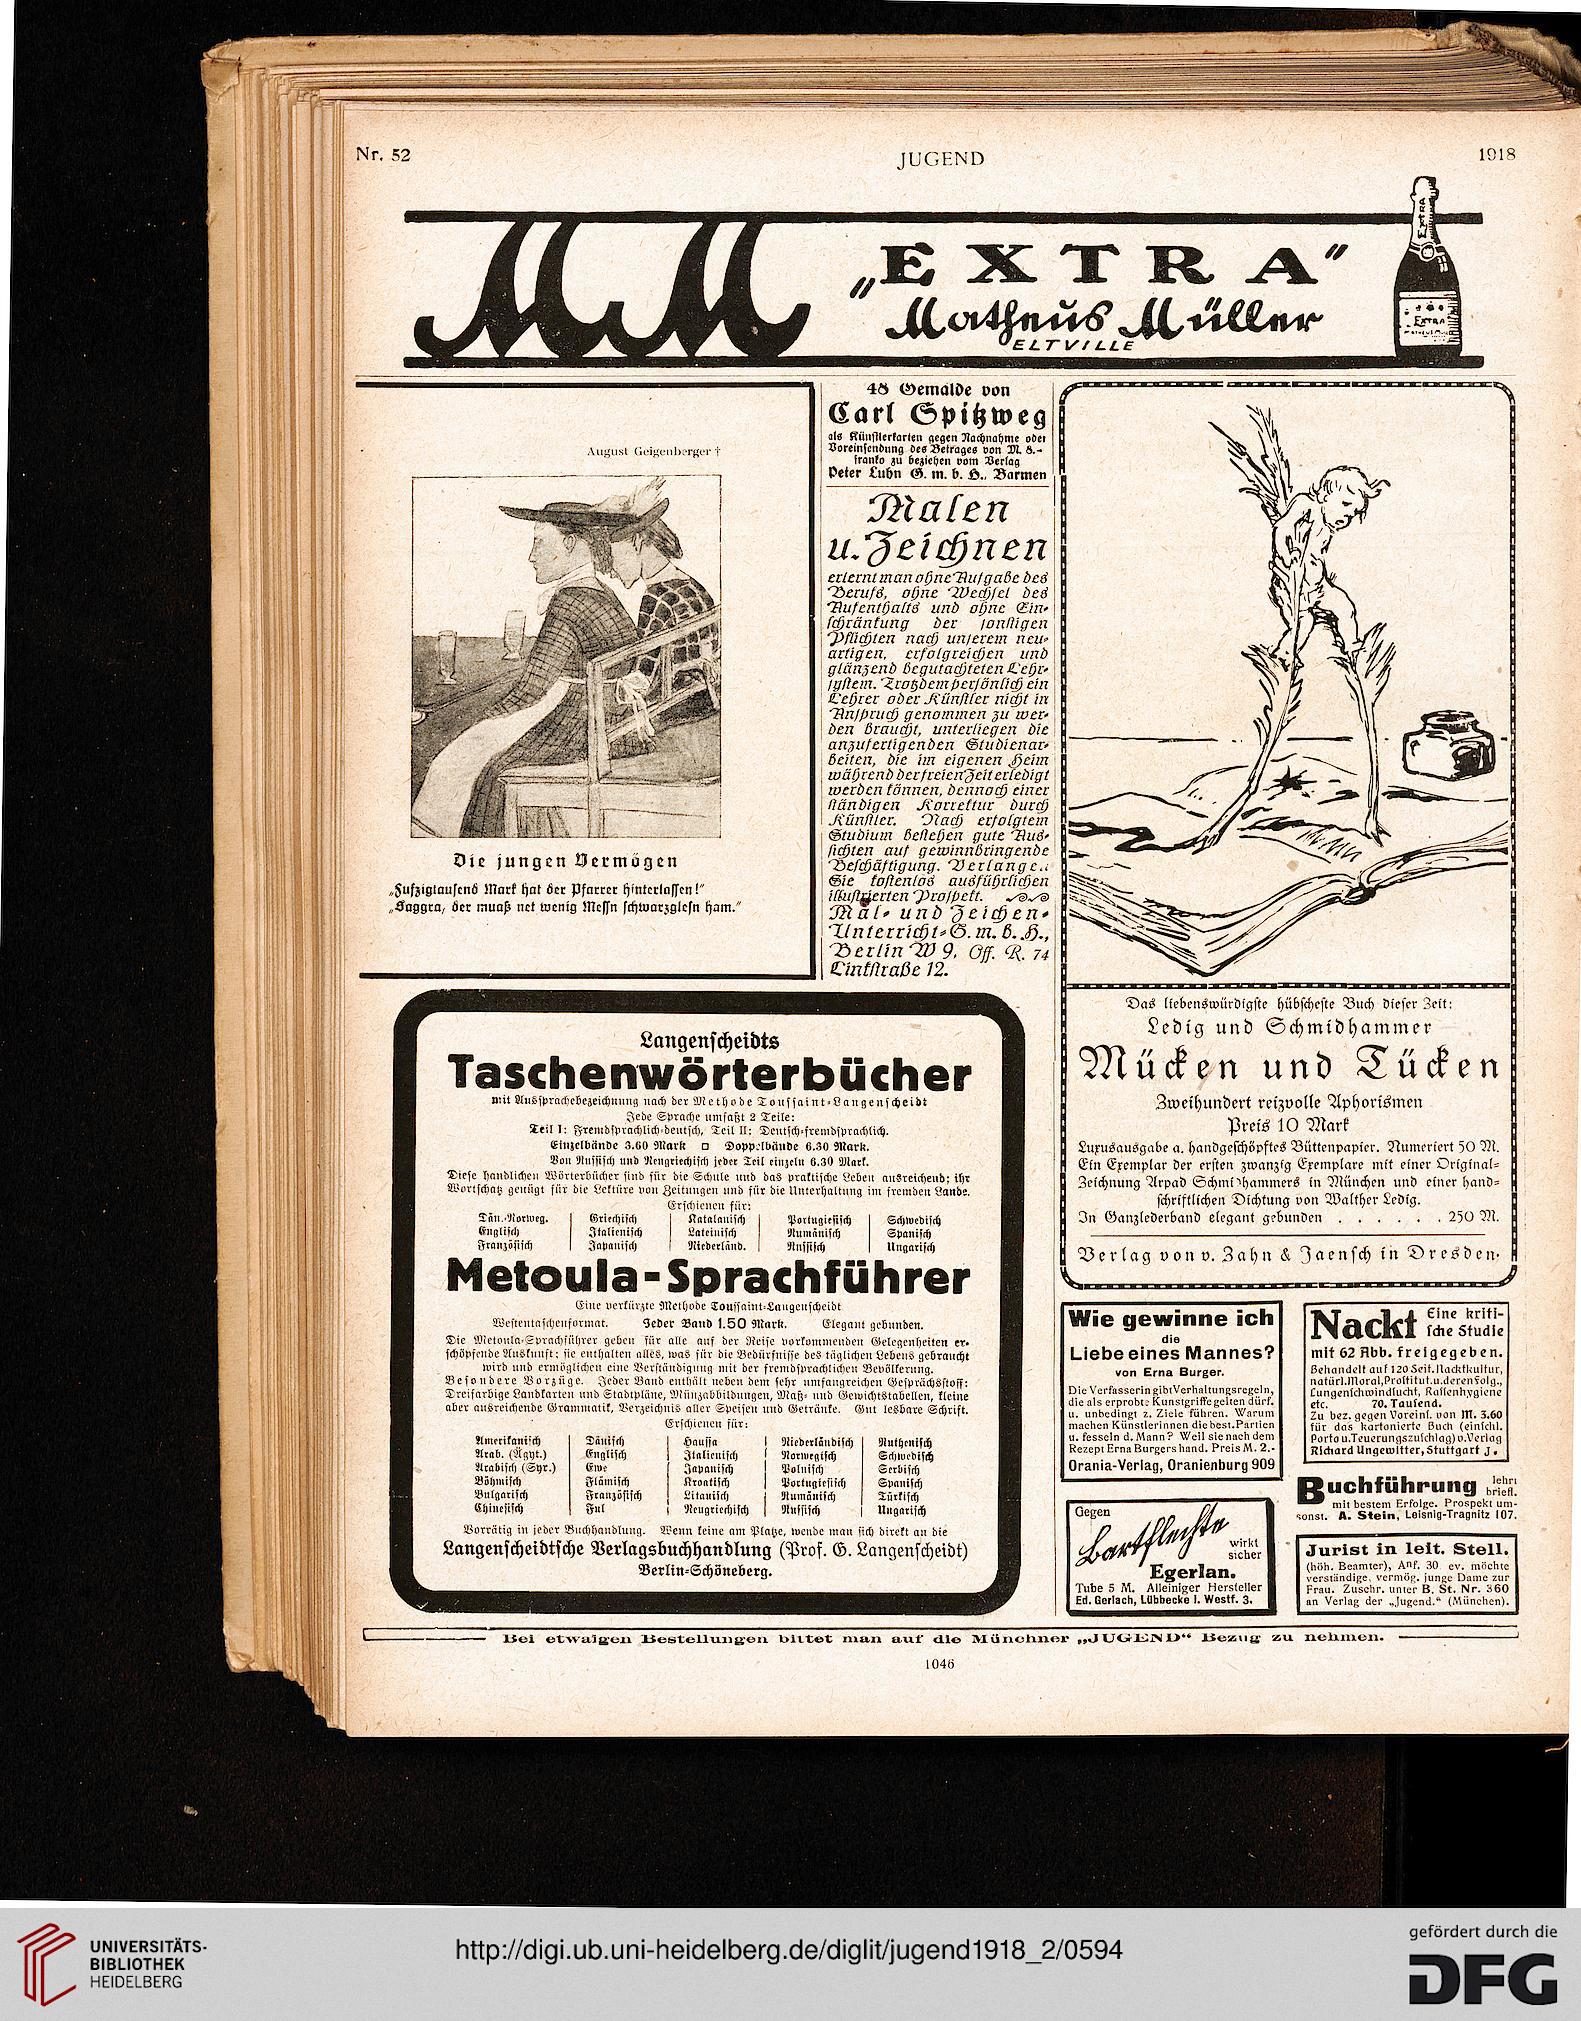 Nr. 52
JUGEND
1918
MM
„EXTRA"
Matheus Müller
ELTVILLE
EXTRA
EXTRA
August Geigenberger †
Die jungen Vermögen
„Fufzigtausend Mark hat der Pfarrer hinterlassen!"
„Saggra, der muaß net wenig Messn schwarzglesn ham."
48 Gemälde von
Carl Spitzweg
als Künstlerkarten gegen Nachnahme oder
Voreinsendung des Betrages von M. 8.-
franko zu beziehen vom Verlag
Peter Luhn G. m. b. H., Barmen
Malen
u. Zeichnen
erlernt man ohne Aufgabe des
Berufs, ohne Wechsel des
Aufenthalts und ohne Ein-
schränkung der sonstigen
Pflichten nach unserem neu-
artigen, erfolgreichen und
glänzend begutachteten Lehr-
system. Trotzdem persönlich ein
Lehrer oder Künstler nicht in
Anspruch genommen zu wer-
den braucht, unterliegen die
anzufertigenden Studienar-
beiten, die im eigenen Heim
während der freien Zeit erledigt
werden können, dennoch einer
ständigen Korrektur durch
Künstler. Nach erfolgtem
Studium bestehen gute Aus-
sichten auf gewinnbringende
Beschäftigung. Verlangen
Sie kostenlos ausführlichen
illustrierten Prospekt.
Mal- und Zeichen-
Unterricht-G. m. b. H.,
Berlin W 9, Off. R. 74
Linkstraße 12.
Das liebenswürdigste hübscheste Buch dieser Zeit:
Ledig und Schmidhammer
Mücken und Tücken
Zweihundert reizvolle Aphorismen
Preis 10 Mark
Luxusausgabe a. handgeschöpftes Büttenpapier. Numeriert 50 M.
Ein Exemplar der ersten zwanzig Exemplare mit einer Original-
Zeichnung Arpad Schmidhammers in München und einer hand-
schriftlichen Dichtung von Walther Ledig.
In Ganzlederband elegant gebunden . . . . . . 250 M.
Verlag von v. Zahn & Jaensch in Dresden.
Langenscheidts
Taschenwörterbücher
mit Aussprachebezeichnung nach der Methode Toussaint-Langenscheidt
Jede Sprache umfaßt 2 Teile:
Teil I: Fremdsprachlich-deutsch, Teil II: Deutsch-fremdsprachlich.
Einzelbände 3.60 Mark □ Doppelbände 6.30 Mark.
Von Russisch und Neugriechisch jeder Teil einzeln 6.30 Mark.
Diese handlichen Wörterbücher sind für die Schule und das praktische Leben ausreichend; ihr
Wortschatz genügt für die Lektüre von Zeitungen und für die Unterhaltung im fremden Lande.
Erschienen für:
Dän.-Norweg. | Griechisch | Katalanisch | Portugiesisch | Schwedisch
Englisch | Italienisch | Lateinisch | Rumänisch | Spanisch
Französisch | Japanisch | Niederländ. | Russisch | Ungarisch
Metoula-Sprachführer
Eine verkürzte Methode Toussaint-Langenscheidt
Westentaschenformat. Jeder Band 1.50 Mark. Elegant gebunden.
Die Metoula-Sprachführer geben für alle auf der Reise vorkommenden Gelegenheiten er-
schöpfende Auskunft; sie enthalten alles, was für die Bedürfnisse des täglichen Lebens gebraucht
wird und ermöglichen eine Verständigung mit der fremdsprachlichen Bevölkerung.
Besondere Vorzüge. Jeder Band enthält neben dem sehr umfangreichen Gesprächsstoff:
Dreifarbige Landkarten und Stadtpläne, Münzabbildungen, Maß- und Gewichtstabellen, kleine
aber ausreichende Grammatik, Verzeichnis aller Speisen und Getränke. Gut lesbare Schrift.
Erschienen für:
Amerikanisch | Dänisch | Haussa | Niederländisch | Ruthenisch
Arab. (Ägypt.) | Englisch | Italienisch | Norwegisch | Schwedisch
Arabisch (Syr.) | Ewe | Japanisch | Polnisch | Serbisch
Böhmisch | Flämisch | Kroatisch | Portugiesisch | Spanisch
Bulgarisch | Französisch | Litauisch | Rumänisch | Türkisch
Chinesisch | Ful | Neugriechisch | Russisch | Ungarisch
Vorrätig in jeder Buchhandlung. Wenn keine am Platze, wende man sich direkt an die
Langenscheidtsche Verlagsbuchhandlung (Prof. G. Langenscheidt)
Berlin-Schöneberg.
Wie gewinne ich
die
Liebe eines Mannes?
von Erna Burger.
Die Verfasserin gibt Verhaltungsregeln,
die als erprobte Kunstgriffe gelten dürf.
u. unbedingt z. Ziele führen. Warum
machen Künstlerinnen die best. Partien
u. fesseln d. Mann? Weil sie nach dem
Rezept Erna Burgers hand. Preis M. 2.-
Orania-Verlag, Oranienburg 909
Gegen
Bartflechte
wirkt
sicher
Egerlan.
Tube 5 M. Alleiniger Hersteller
Ed. Gerlach, Lübbecke i. Westf. 3.
Nackt Eine kriti-
sche Studie
mit 62 Abb. freigegeben.
Behandelt auf 120 Seit. Nacktkultur,
natürl. Moral, Prostitut. u. deren Folg.,
Lungenschwindsucht, Rassenhygiene
etc. 70. Tausend.
Zu bez. gegen Voreins. von M. 3.60
für das kartonierte Buch (einschl.
Porto u. Teuerungszuschlag) v. Verlag
Richard Ungewitter, Stuttgart J.
Buchführung lehrt
briefl.
mit bestem Erfolge. Prospekt um-
sonst. A. Stein, Leisnig-Tragnitz 107.
Jurist in leit. Stell.
(höh. Beamter), Anf. 30 ev. möchte
verständige, vermög. junge Dame zur
Frau. Zuschr. unter B. St. Nr. 360
an Verlag der „Jugend." (München).
Bei etwaigen Bestellungen bittet man auf die Münchner „JUGEND" Bezug zu nehmen.
1046
UNIVERSITÄTS-
BIBLIOTHEK
HEIDELBERG
http://digi.ub.uni-heidelberg.de/diglit/jugend1918_2/0594
gefördert durch die
DFG